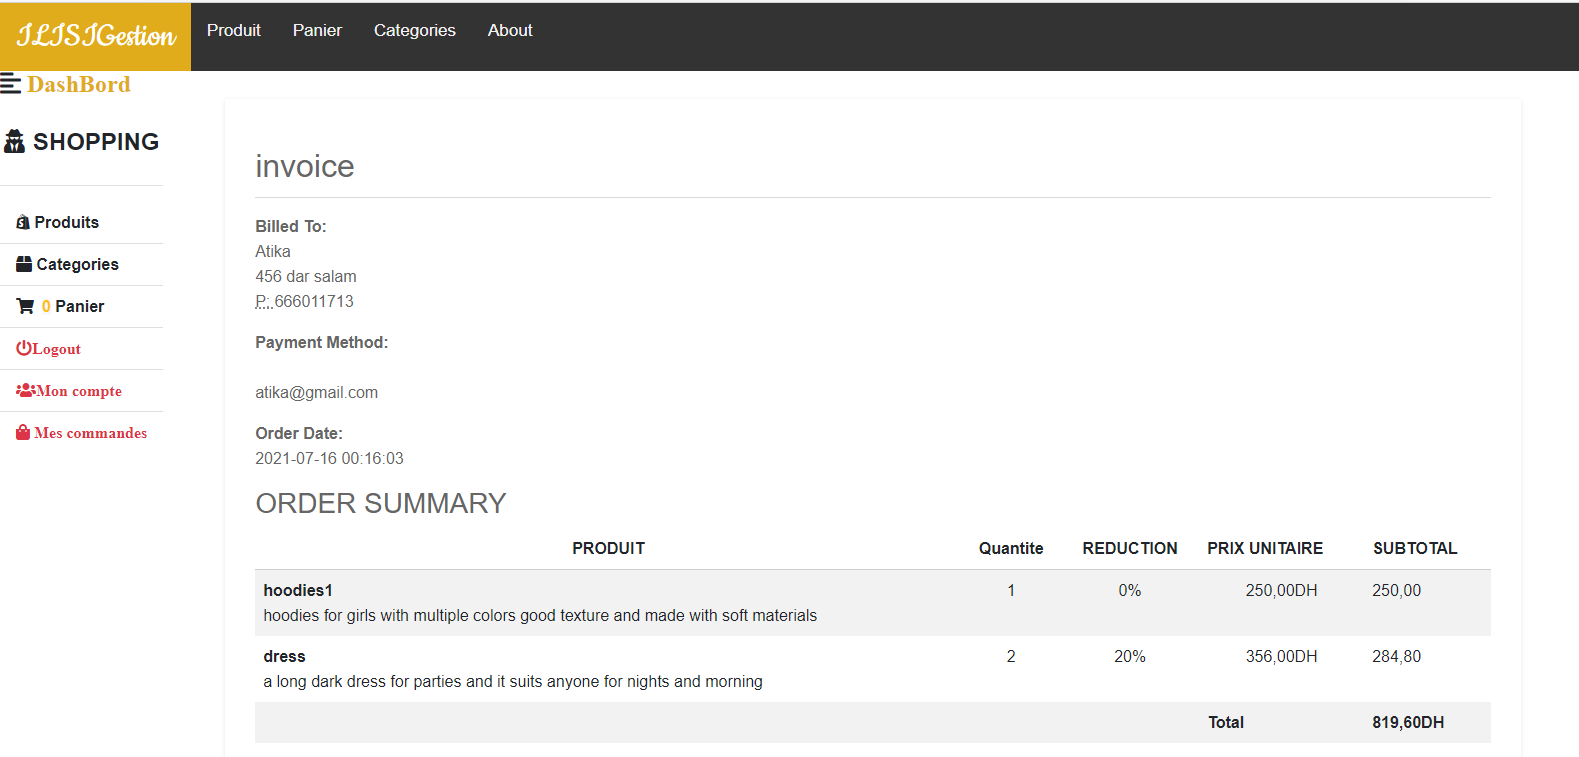 ILISIGestion Produit Panier Categories About
DashBord
SHOPPING
Produits
Categories
0 Panier
Logout
Mon compte
Mes commandes
invoice
Billed To:
Atika
456 dar salam
P: 666011713
Payment Method:
atika@gmail.com
Order Date:
2021-07-16 00:16:03
ORDER SUMMARY
PRODUIT Quantite REDUCTION PRIX UNITAIRE SUBTOTAL
hoodies1 1 0% 250,00DH 250,00
hoodies for girls with multiple colors good texture and made with soft materials
dress 2 20% 356,00DH 284,80
a long dark dress for parties and it suits anyone for nights and morning
Total 819,60DH